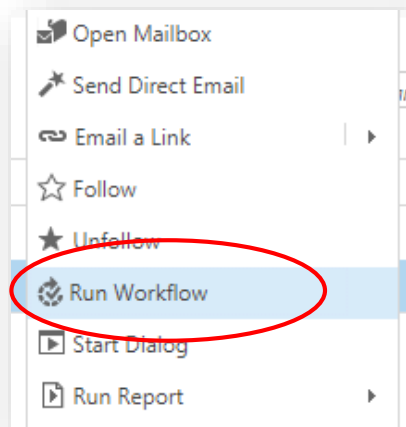 Open Mailbox
Send Direct Email
Email a Link
Follow
Unfollow
Run Workflow
Start Dialog
Run Report